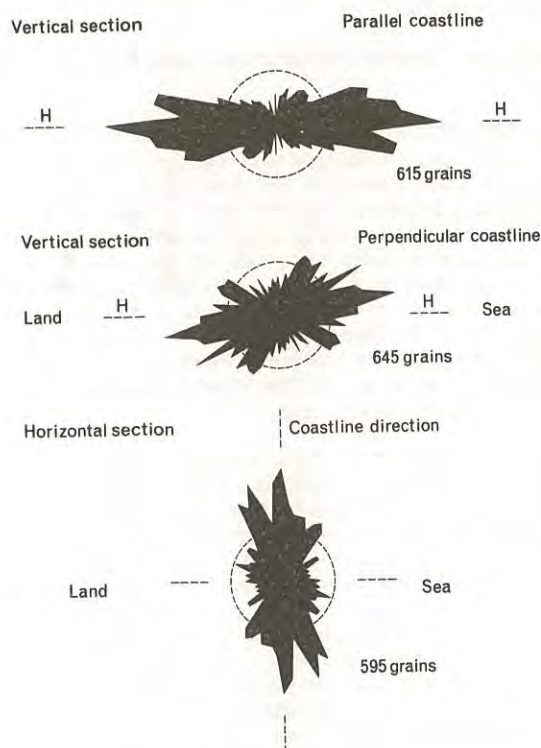 Vertical section
Parallel coastline
H
H
615 grains
Vertical section
Perpendicular coastline
Land
H
H
Sea
645 grains
Horizontal section
Coastline direction
Land
Sea
595 grains